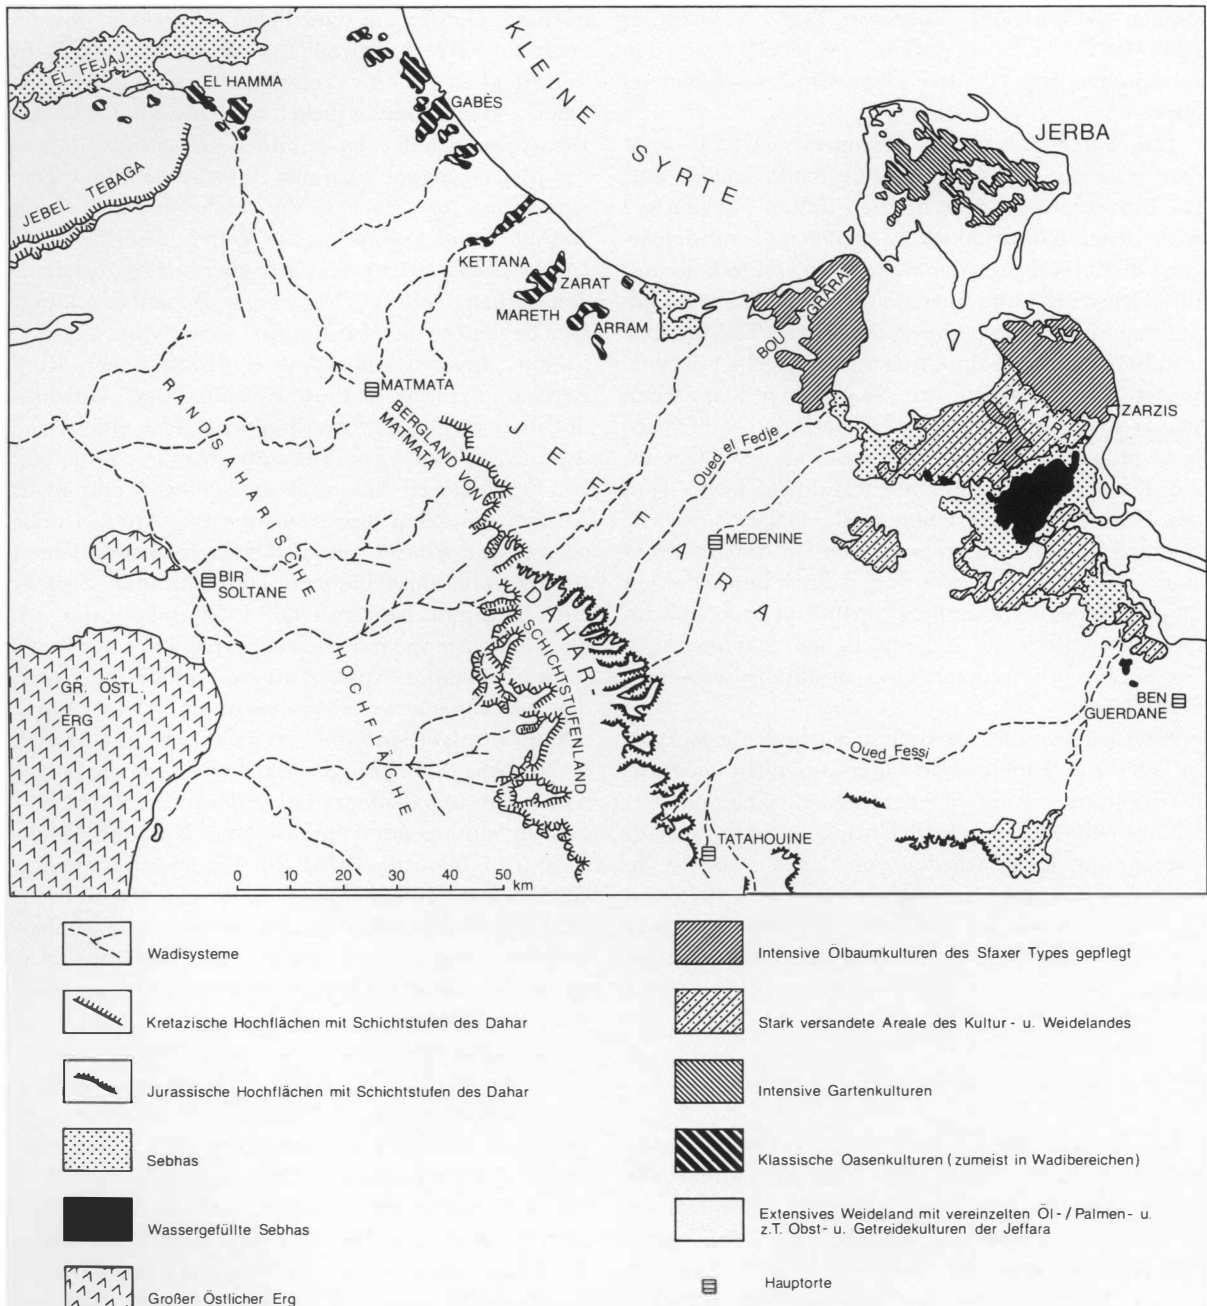 KLEINE
SYRTE
EL FEJAJ
EL HAMMA
GABÈS
JERBA
JEBEL TEBAGA
KETTANA
ZARAT
MARETH
ARRAM
BOU
GRARA
AKKARA
ZARZIS
MATMATA
BERGLAND VON
MATMATA
RAND DAHARISCHE
HOCHFLÄCHE
JEFFARA
Oued el Fedje
MEDENINE
BIR
SOLTANE
DAHAR-
SCHICHTSTUFENLAND
GR. ÖSTL.
ERG
BEN
GUERDANE
Oued Fessi
TATAHOUINE
0 10 20 30 40 50
km
Wadisysteme
Kretazische Hochflächen mit Schichtstufen des Dahar
Jurassische Hochflächen mit Schichtstufen des Dahar
Sebhas
Wassergefüllte Sebhas
Großer Östlicher Erg
Intensive Ölbaumkulturen des Sfaxer Types gepflegt
Stark versandete Areale des Kultur- u. Weidelandes
Intensive Gartenkulturen
Klassische Oasenkulturen (zumeist in Wadibereichen)
Extensives Weideland mit vereinzelten Öl-/Palmen- u.
z.T. Obst- u. Getreidekulturen der Jeffara
Hauptorte